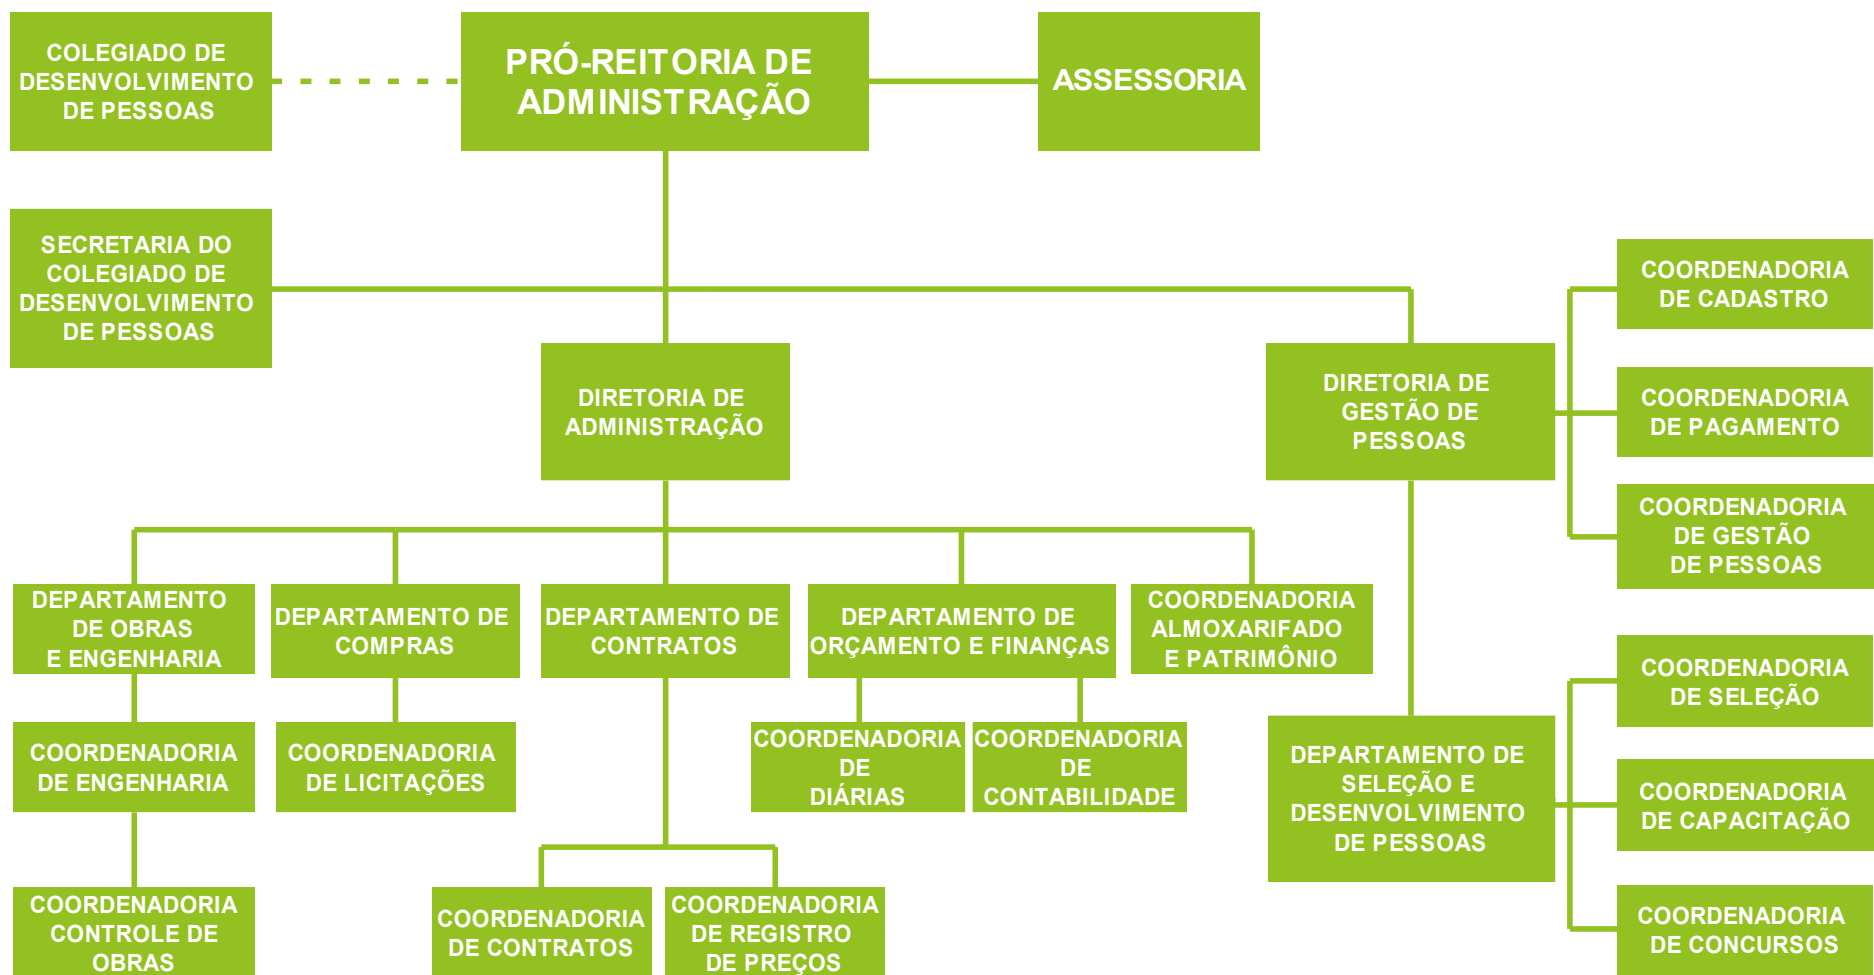 COLEGIADO DE
DESENVOLVIMENTO
DE PESSOAS
PRÓ-REITORIA DE
ADMINISTRAÇÃO
ASSESSORIA
SECRETARIA DO
COLEGIADO DE
DESENVOLVIMENTO
DE PESSOAS
DIRETORIA DE
ADMINISTRAÇÃO
DIRETORIA DE
GESTÃO DE
PESSOAS
COORDENADORIA
DE CADASTRO
COORDENADORIA
DE PAGAMENTO
COORDENADORIA
DE GESTÃO
DE PESSOAS
DEPARTAMENTO
DE OBRAS
E ENGENHARIA
DEPARTAMENTO DE
COMPRAS
DEPARTAMENTO DE
CONTRATOS
DEPARTAMENTO DE
ORÇAMENTO E FINANÇAS
COORDENADORIA
ALMOXARIFADO
E PATRIMÔNIO
COORDENADORIA
DE ENGENHARIA
COORDENADORIA
DE LICITAÇÕES
COORDENADORIA
DE
DIÁRIAS
COORDENADORIA
DE
CONTABILIDADE
DEPARTAMENTO DE
SELEÇÃO E
DESENVOLVIMENTO
DE PESSOAS
COORDENADORIA
DE SELEÇÃO
COORDENADORIA
DE CAPACITAÇÃO
COORDENADORIA
DE CONCURSOS
COORDENADORIA
CONTROLE DE
OBRAS
COORDENADORIA
DE CONTRATOS
COORDENADORIA
DE REGISTRO
DE PREÇOS